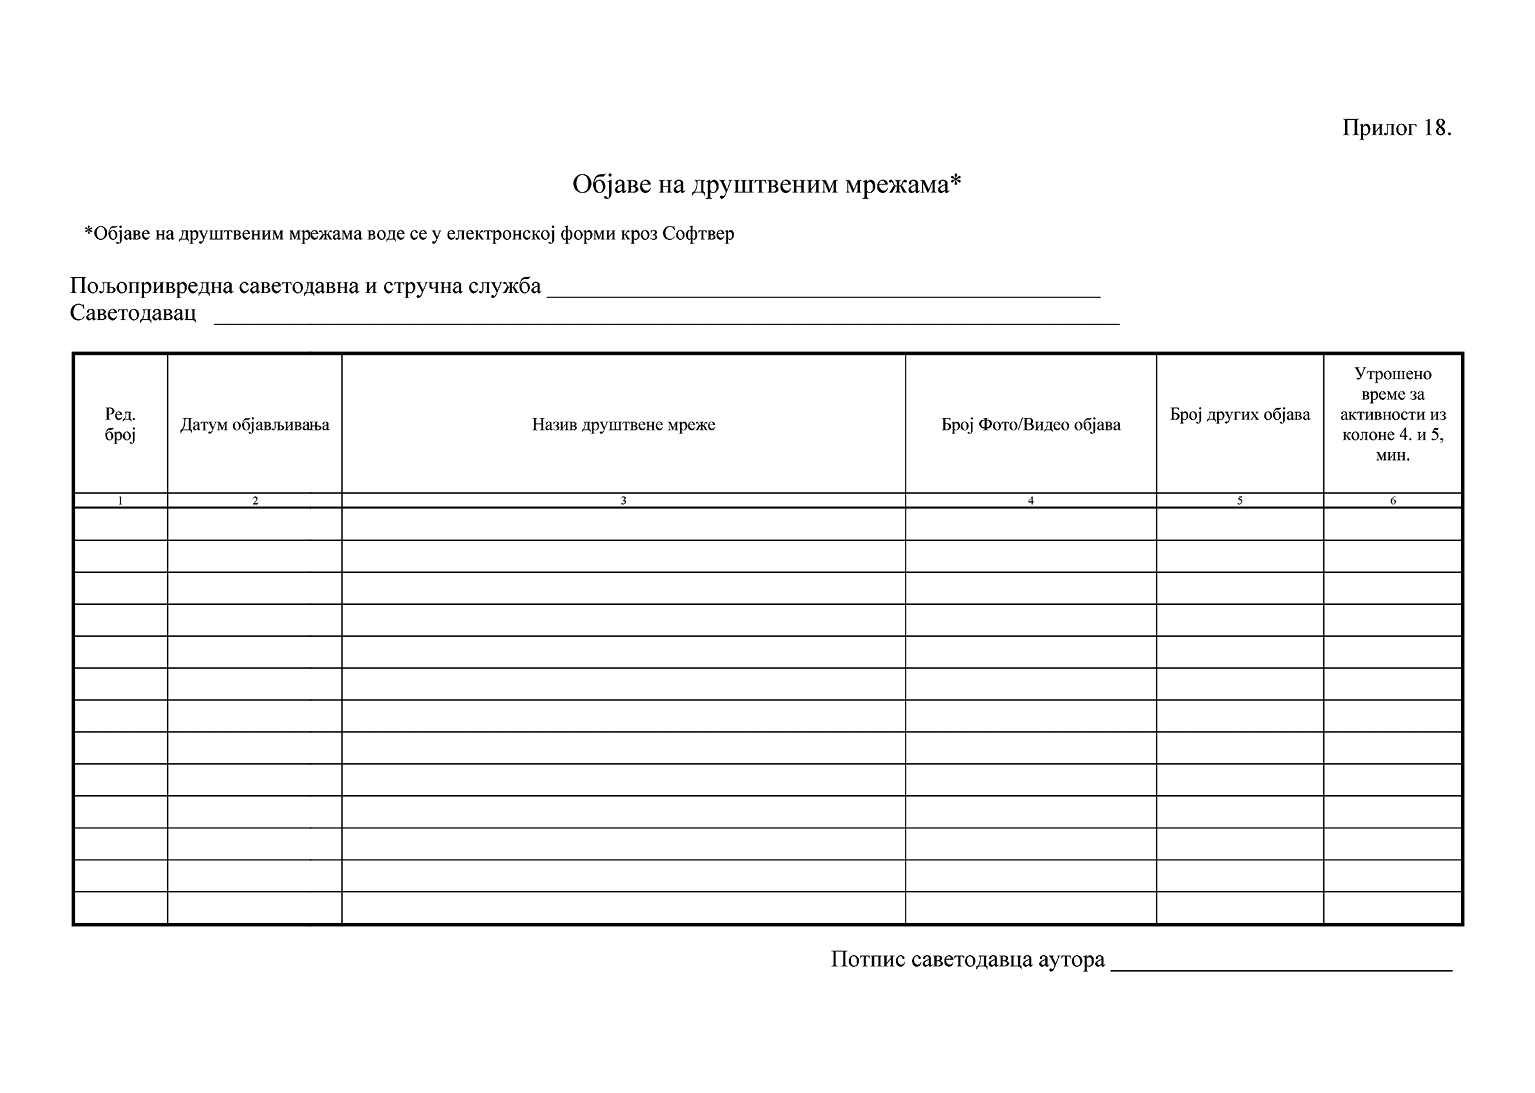 Прилог 18.
Објаве на друштвеним мрежама*
*Објаве на друштвеним мрежама воде се у електронској форми кроз Софтвер
Пољопривредна саветодавна и стручна служба
Саветодавац
Ред.
број
Датум објављивања
Назив друштвене мреже
Број Фото/Видео објава
Број других објава
Утрошено
време за
активности из
колоне 4. и 5,
мин.
1 2 3 4 5 6
Потпис саветодавца аутора